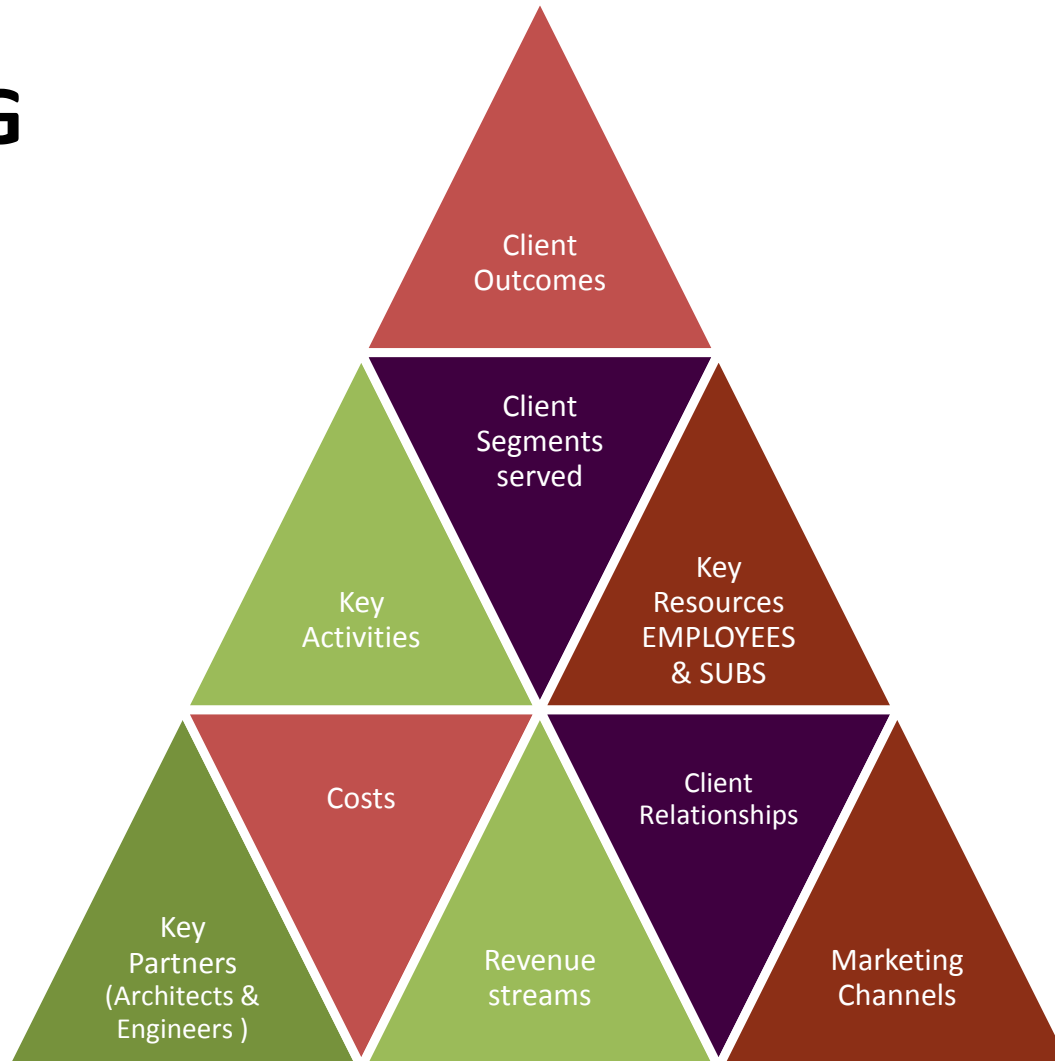 G
Client
Outcomes
Client
Segments
served
Key
Activities
Key
Resources
EMPLOYEES
& SUBS
Costs
Client
Relationships
Key
Partners
(Architects &
Engineers )
Revenue
streams
Marketing
Channels